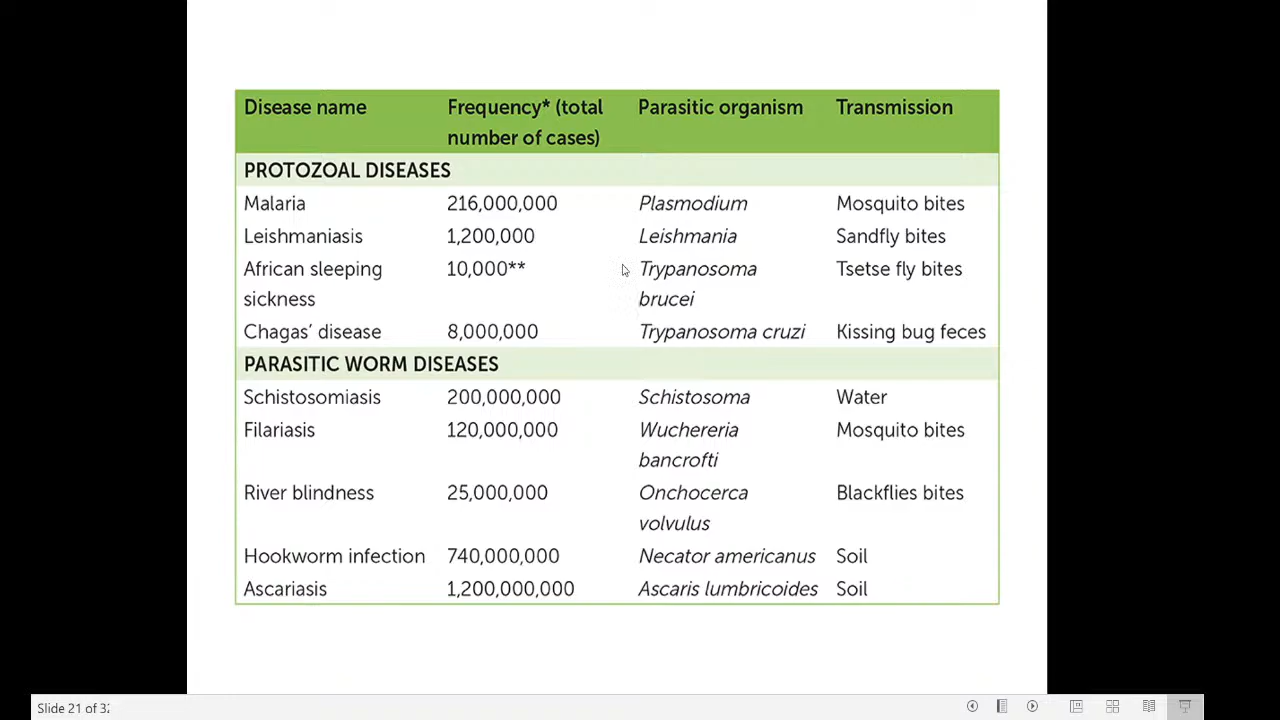 Disease name Frequency* (total Parasitic organism Transmission
number of cases)
PROTOZOAL DISEASES
Malaria 216,000,000 Plasmodium Mosquito bites
Leishmaniasis 1,200,000 Leishmania Sandfly bites
African sleeping 10,000** Trypanosoma Tsetse fly bites
sickness brucei
Chagas’ disease 8,000,000 Trypanosoma cruzi Kissing bug feces
PARASITIC WORM DISEASES
Schistosomiasis 200,000,000 Schistosoma Water
Filariasis 120,000,000 Wuchereria Mosquito bites
bancrofti
River blindness 25,000,000 Onchocerca Blackflies bites
volvulus
Hookworm infection 740,000,000 Necator americanus Soil
Ascariasis 1,200,000,000 Ascaris lumbricoides Soil
Slide 21 of 32